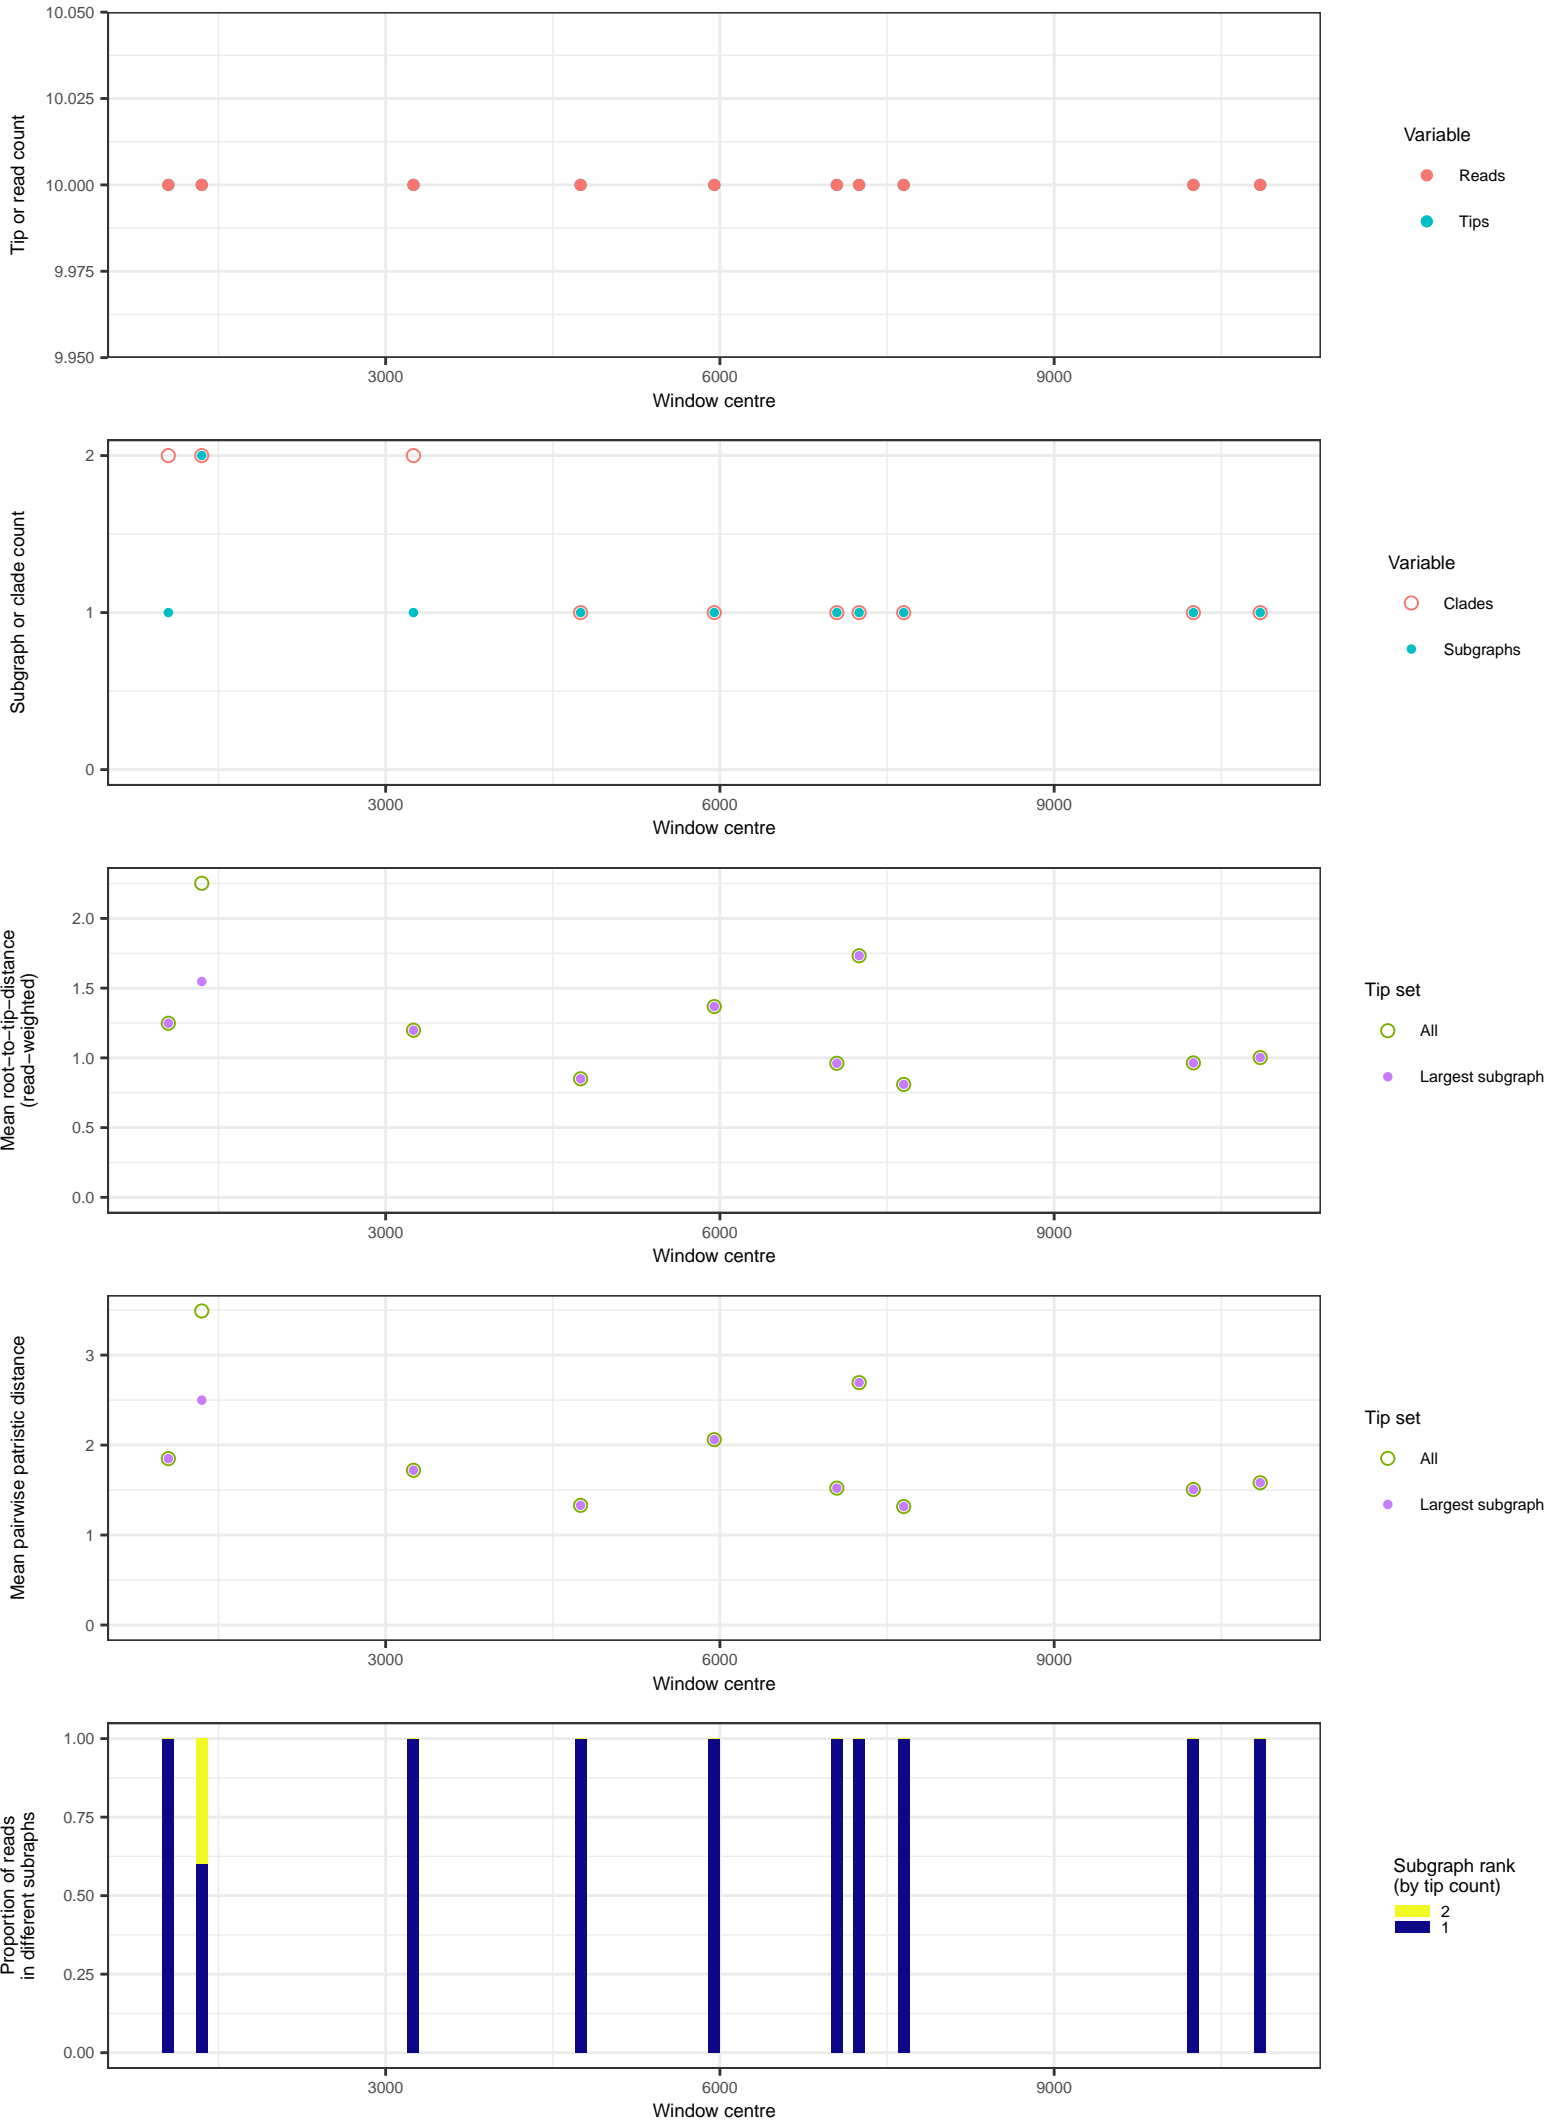 10.050
10.025
10.000
9.975
9.950
Tip or read count
3000 6000 9000
Window centre
Variable
Reads
Tips
2
1
0
Subgraph or clade count
3000 6000 9000
Window centre
Variable
Clades
Subgraphs
2.0
1.5
1.0
0.5
0.0
Mean root−to−tip−distance
(read−weighted)
3000 6000 9000
Window centre
Tip set
All
Largest subgraph
3
2
1
0
Mean pairwise patristic distance
3000 6000 9000
Window centre
Tip set
All
Largest subgraph
1.00
0.75
0.50
0.25
0.00
Proportion of reads
in different subraphs
3000 6000 9000
Window centre
Subgraph rank
(by tip count)
2
1